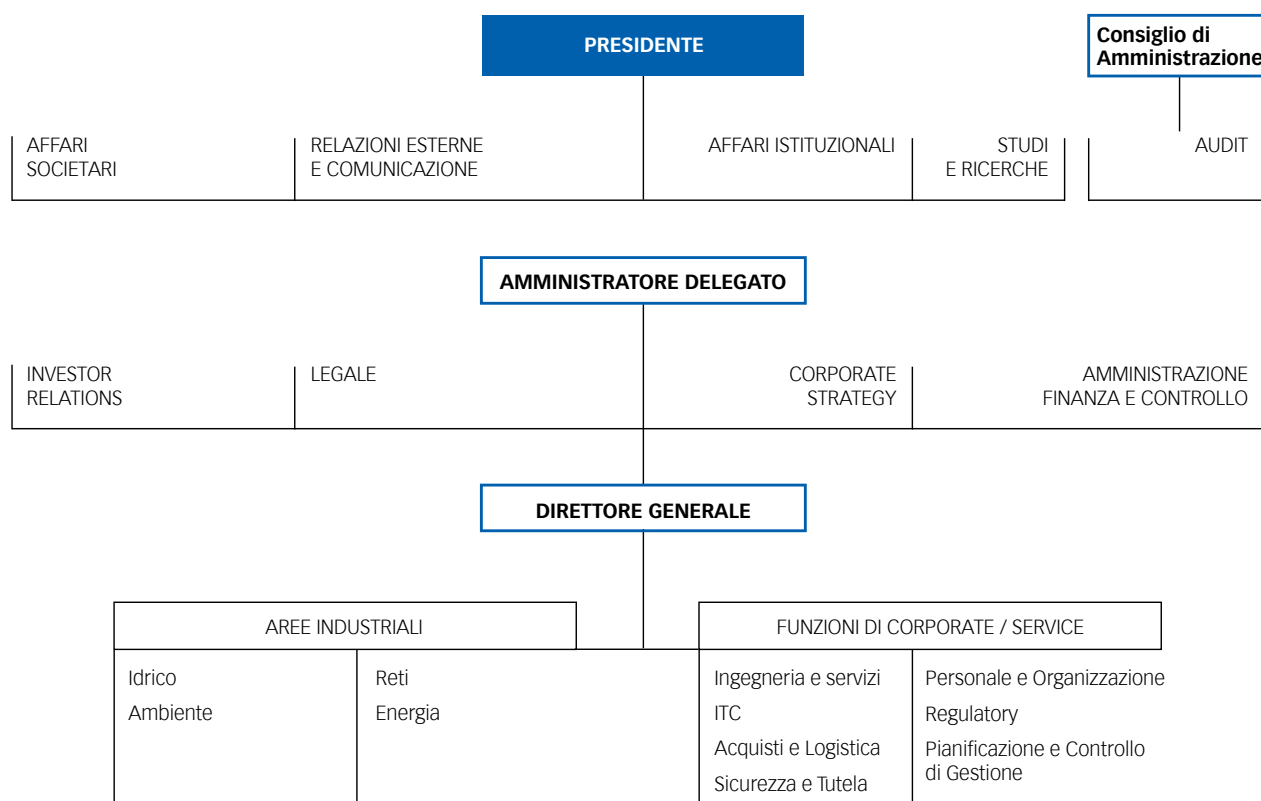 PRESIDENTE
Consiglio di
Amministrazione
AFFARI
SOCIETARI
RELAZIONI ESTERNE
E COMUNICAZIONE
AFFARI ISTITUZIONALI
STUDI
E RICERCHE
AUDIT
AMMINISTRATORE DELEGATO
INVESTOR
RELATIONS
LEGALE
CORPORATE
STRATEGY
AMMINISTRAZIONE
FINANZA E CONTROLLO
DIRETTORE GENERALE
AREE INDUSTRIALI
Idrico
Ambiente
Reti
Energia
FUNZIONI DI CORPORATE / SERVICE
Ingegneria e servizi
ITC
Acquisti e Logistica
Sicurezza e Tutela
Personale e Organizzazione
Regulatory
Pianificazione e Controllo
di Gestione